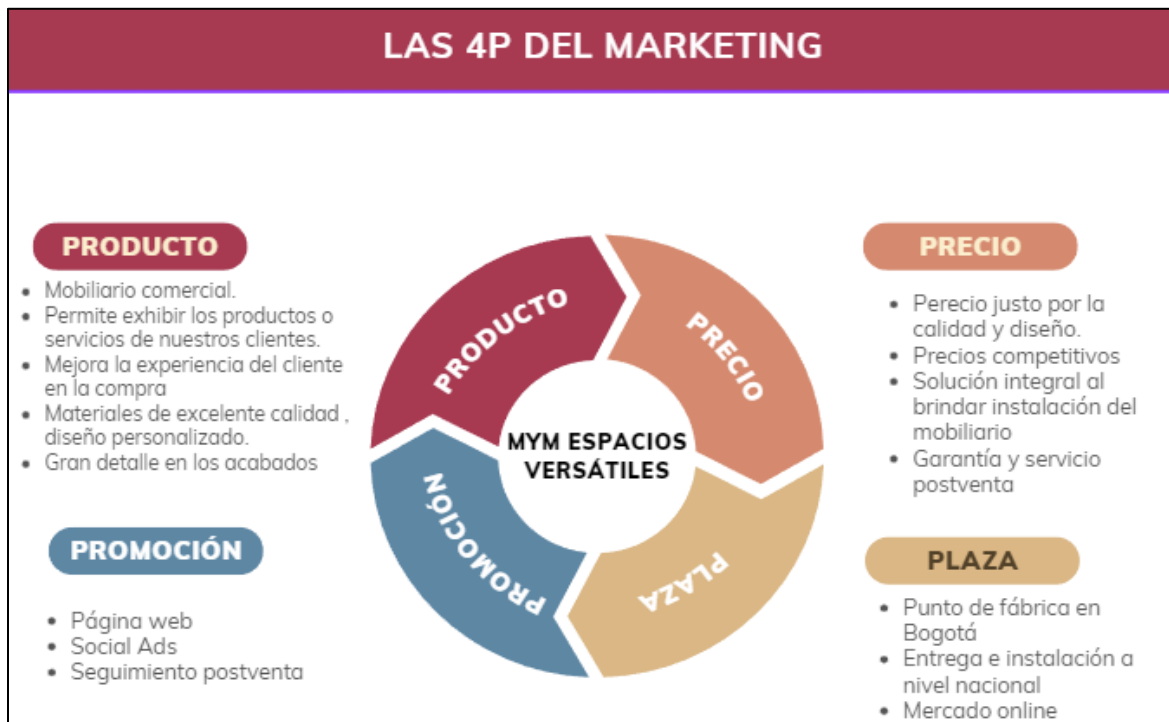 LAS 4P DEL MARKETING
PRODUCTO
• Mobiliario comercial.
• Permite exhibir los productos o
servicios de nuestros clientes.
• Mejora la experiencia del cliente
en la compra
• Materiales de excelente calidad ,
diseño personalizado.
• Gran detalle en los acabados
PROMOCIÓN
• Página web
• Social Ads
• Seguimiento postventa
PRODUCTO
PRECIO
PLAZA
PROMOCIÓN
MYM ESPACIOS
VERSÁTILES
PRECIO
• Perecio justo por la
calidad y diseño.
• Precios competitivos
• Solución integral al
brindar instalación del
mobiliario
• Garantía y servicio
postventa
PLAZA
• Punto de fábrica en
Bogotá
• Entrega e instalación a
nivel nacional
• Mercado online